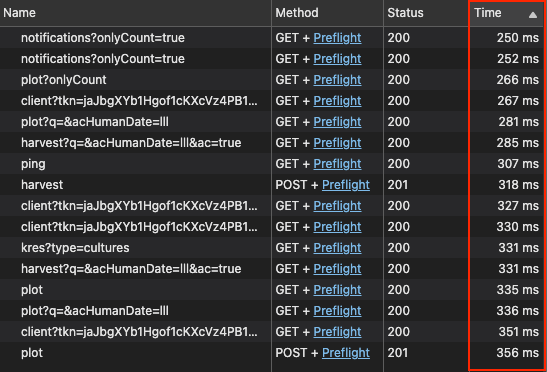 Name Method Status Time
notifications?onlyCount=true GET + Preflight 200 250 ms
notifications?onlyCount=true GET + Preflight 200 252 ms
plot?onlyCount GET + Preflight 200 266 ms
client?tkn=jaJbgXYb1Hgof1cKXcVz4PB1... GET + Preflight 200 267 ms
plot?q=&acHumanDate=lll GET + Preflight 200 281 ms
harvest?q=&acHumanDate=lll&ac=true GET + Preflight 200 285 ms
ping GET + Preflight 200 307 ms
harvest POST + Preflight 201 318 ms
client?tkn=jaJbgXYb1Hgof1cKXcVz4PB1... GET + Preflight 200 327 ms
client?tkn=jaJbgXYb1Hgof1cKXcVz4PB1... GET + Preflight 200 330 ms
kres?type=cultures GET + Preflight 200 331 ms
harvest?q=&acHumanDate=lll&ac=true GET + Preflight 200 331 ms
plot GET + Preflight 200 335 ms
plot?q=&acHumanDate=lll GET + Preflight 200 336 ms
client?tkn=jaJbgXYb1Hgof1cKXcVz4PB1... GET + Preflight 200 351 ms
plot POST + Preflight 201 356 ms